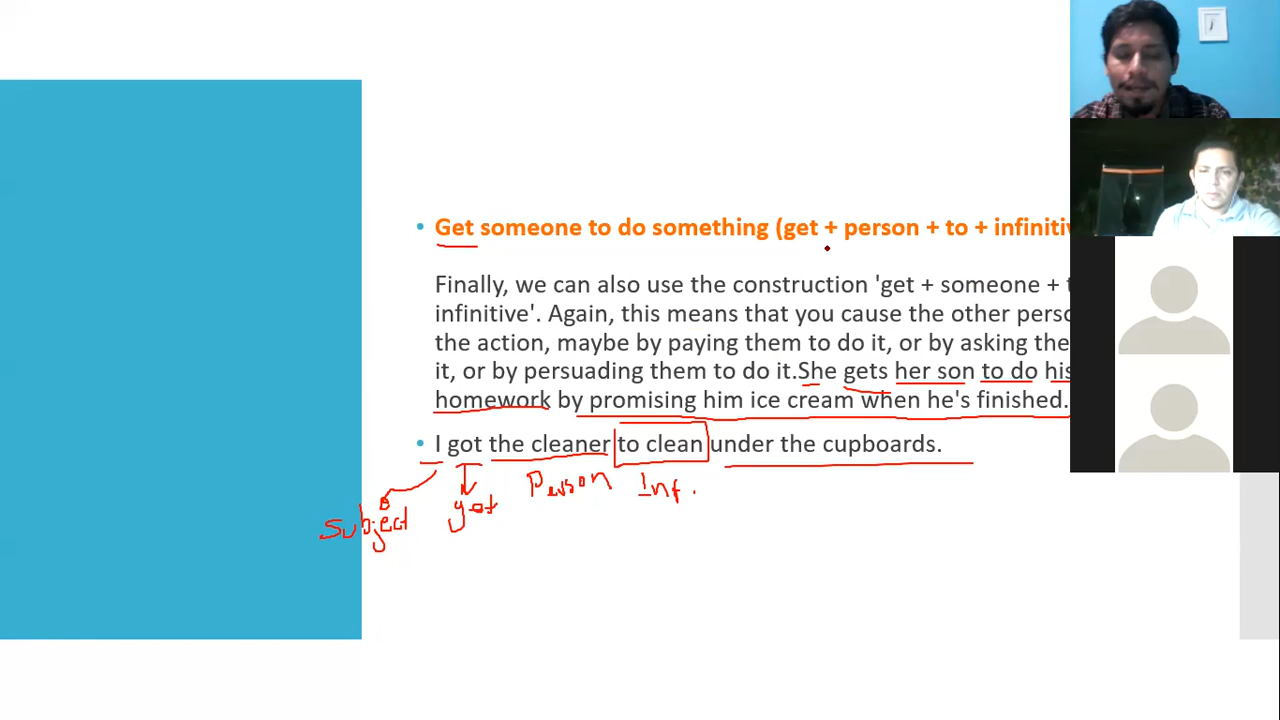 • Get someone to do something (get + person + to + infinitiv
Finally, we can also use the construction 'get + someone + t
infinitive'. Again, this means that you cause the other perso
the action, maybe by paying them to do it, or by asking the
it, or by persuading them to do it.She gets her son to do his
homework by promising him ice cream when he's finished.
• I got the cleaner to clean under the cupboards.
Person Inf.
Subject get